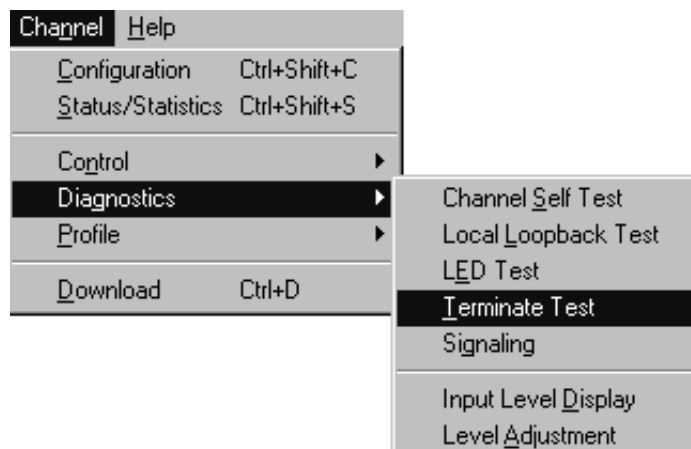 Channel Help
Configuration Ctrl+Shift+C
Status/Statistics Ctrl+Shift+S
Control
Diagnostics
Profile
Download Ctrl+D
Channel Self Test
Local Loopback Test
LED Test
Terminate Test
Signaling
Input Level Display
Level Adjustment